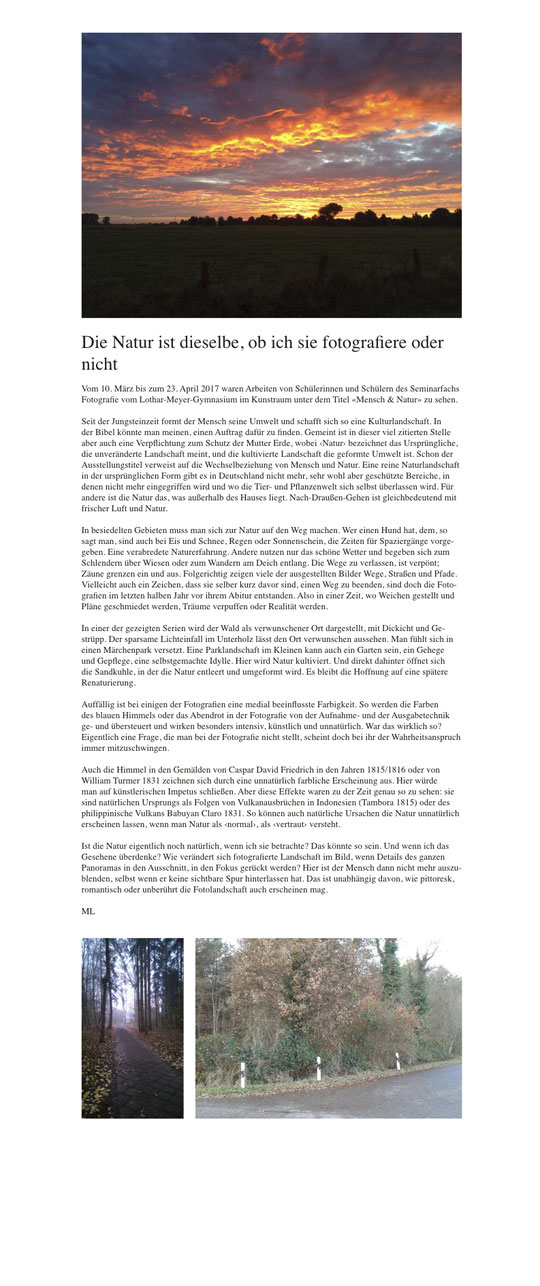 Die Natur ist dieselbe, ob ich sie fotografiere oder
nicht
Vom 10. März bis zum 23. April 2017 waren Arbeiten von Schülerinnen und Schülern des Seminarfachs
Fotografie vom Lothar-Meyer-Gymnasium im Kunstraum unter dem Titel «Mensch & Natur» zu sehen.
Seit der Jungsteinzeit formt der Mensch seine Umwelt und schafft sich so eine Kulturlandschaft. In
der Bibel könnte man meinen, einen Auftrag dafür zu finden. Gemeint ist in dieser viel zitierten Stelle
aber auch eine Verpflichtung zum Schutz der Mutter Erde, wobei ‹Natur› bezeichnet das Ursprüngliche,
die unveränderte Landschaft meint, und die kultivierte Landschaft die geformte Umwelt ist. Schon der
Ausstellungstitel verweist auf die Wechselbeziehung von Mensch und Natur. Eine reine Naturlandschaft
in der ursprünglichen Form gibt es in Deutschland nicht mehr, sehr wohl aber geschützte Bereiche, in
denen nicht mehr eingegriffen wird und wo die Tier- und Pflanzenwelt sich selbst überlassen wird. Für
andere ist die Natur das, was außerhalb des Hauses liegt. Nach-Draußen-Gehen ist gleichbedeutend mit
frischer Luft und Natur.
In besiedelten Gebieten muss man sich zur Natur auf den Weg machen. Wer einen Hund hat, dem, so
sagt man, sind auch bei Eis und Schnee, Regen oder Sonnenschein, die Zeiten für Spaziergänge vorge-
geben. Eine verabredete Naturerfahrung. Andere nutzen nur das schöne Wetter und begeben sich zum
Schlendern über Wiesen oder zum Wandern am Deich entlang. Die Wege zu verlassen, ist verpönt;
Zäune grenzen ein und aus. Folgerichtig zeigen viele der ausgestellten Bilder Wege, Straßen und Pfade.
Vielleicht auch ein Zeichen, dass sie selber kurz davor sind, einen Weg zu beenden, sind doch die Foto-
grafien im letzten halben Jahr vor ihrem Abitur entstanden. Also in einer Zeit, wo Weichen gestellt und
Pläne geschmiedet werden, Träume verpuffen oder Realität werden.
In einer der gezeigten Serien wird der Wald als verwunschener Ort dargestellt, mit Dickicht und Ge-
strüpp. Der sparsame Lichteinfall im Unterholz lässt den Ort verwunschen aussehen. Man fühlt sich in
einen Märchenpark versetzt. Eine Parklandschaft im Kleinen kann auch ein Garten sein, ein Gehege
und Gepflege, eine selbstgemachte Idylle. Hier wird Natur kultiviert. Und direkt dahinter öffnet sich
die Sandkuhle, in der die Natur entleert und umgeformt wird. Es bleibt die Hoffnung auf eine spätere
Renaturierung.
Auffällig ist bei einigen der Fotografien eine medial beeinflusste Farbigkeit. So werden die Farben
des blauen Himmels oder das Abendrot in der Fotografie von der Aufnahme- und der Ausgabetechnik
ge- und übersteuert und wirken besonders intensiv, künstlich und unnatürlich. War das wirklich so?
Eigentlich eine Frage, die man bei der Fotografie nicht stellt, scheint doch bei ihr der Wahrheitsanspruch
immer mitzuschwingen.
Auch die Himmel in den Gemälden von Caspar David Friedrich in den Jahren 1815/1816 oder von
William Turmer 1831 zeichnen sich durch eine unnatürlich farbliche Erscheinung aus. Hier würde
man auf künstlerischen Impetus schließen. Aber diese Effekte waren zu der Zeit genau so zu sehen: sie
sind natürlichen Ursprungs als Folgen von Vulkanausbrüchen in Indonesien (Tambora 1815) oder des
philippinische Vulkans Babuyan Claro 1831. So können auch natürliche Ursachen die Natur unnatürlich
erscheinen lassen, wenn man Natur als ‹normal›, als ‹vertraut› versteht.
Ist die Natur eigentlich noch natürlich, wenn ich sie betrachte? Das könnte so sein. Und wenn ich das
Gesehene überdenke? Wie verändert sich fotografierte Landschaft im Bild, wenn Details des ganzen
Panoramas in den Ausschnitt, in den Fokus gerückt werden? Hier ist der Mensch dann nicht mehr auszu-
blenden, selbst wenn er keine sichtbare Spur hinterlassen hat. Das ist unabhängig davon, wie pittoresk,
romantisch oder unberührt die Fotolandschaft auch erscheinen mag.
ML